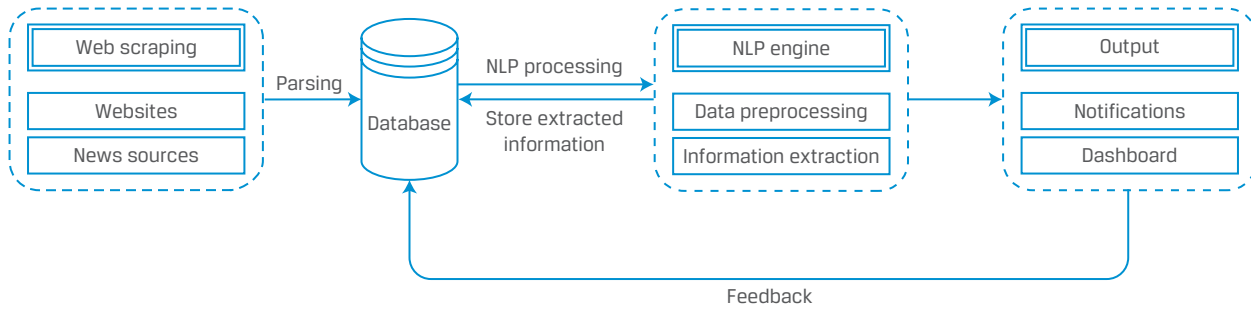 Web scraping
Websites
News sources
Parsing
Database
NLP processing
Store extracted
information
NLP engine
Data preprocessing
Information extraction
Output
Notifications
Dashboard
Feedback